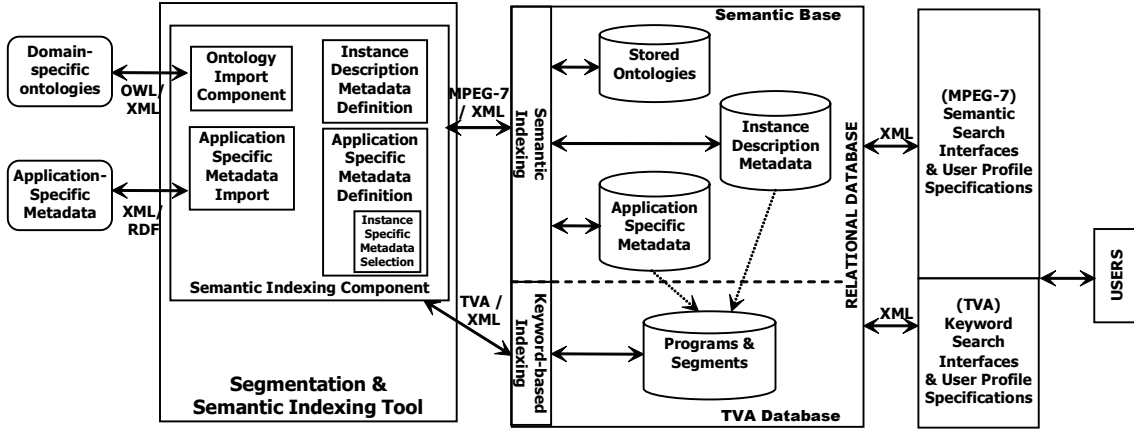 Domain-
specific
ontologies
OWL/
XML
Application-
Specific
Metadata
XML/
RDF
Ontology
Import
Component
Application
Specific
Metadata
Import
Instance
Description
Metadata
Definition
Application
Specific
Metadata
Definition
Instance
Specific
Metadata
Selection
Semantic Indexing Component
Segmentation &
Semantic Indexing Tool
MPEG-7
/ XML
TVA /
XML
Semantic
Indexing
Keyword-based
Indexing
Semantic Base
Stored
Ontologies
Instance
Description
Metadata
Application
Specific
Metadata
Programs &
Segments
TVA Database
RELATIONAL DATABASE
XML
XML
(MPEG-7)
Semantic
Search
Interfaces
& User Profile
Specifications
(TVA)
Keyword
Search
Interfaces
& User Profile
Specifications
USERS